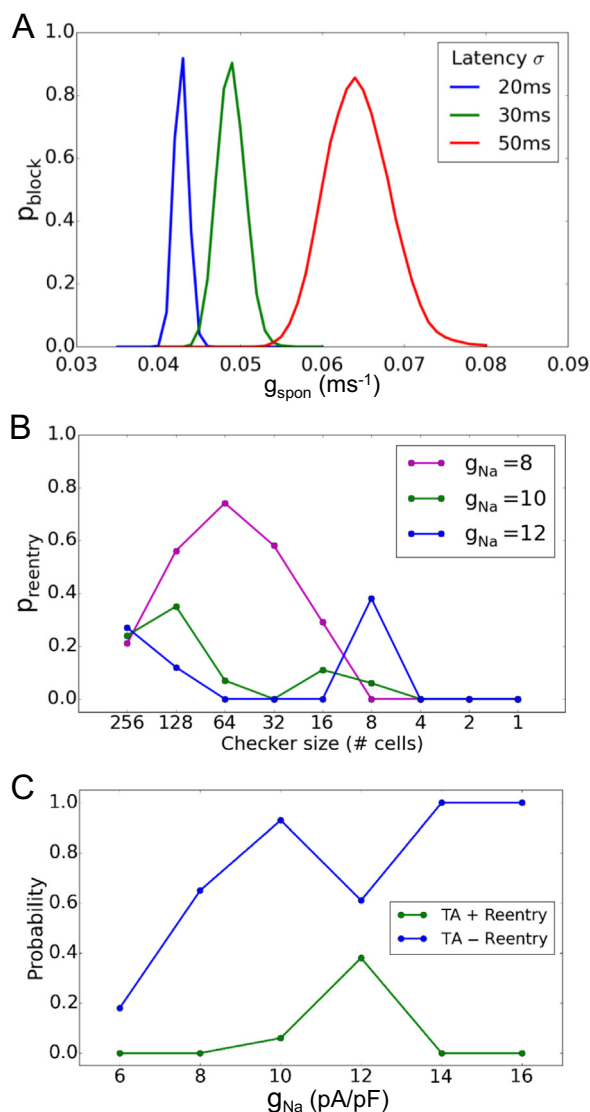 A
p_block
1.0
0.8
0.6
0.4
0.2
0.0
Latency σ
20ms
30ms
50ms
0.03 0.04 0.05 0.06 0.07 0.08 0.09
g_spon (ms⁻¹)
B
p_reentry
1.0
0.8
0.6
0.4
0.2
0.0
g_Na=8
g_Na=10
g_Na=12
256 128 64 32 16 8 4 2 1
Checker size (# cells)
C
Probability
1.0
0.8
0.6
0.4
0.2
0.0
TA + Reentry
TA − Reentry
6 8 10 12 14 16
g_Na (pA/pF)